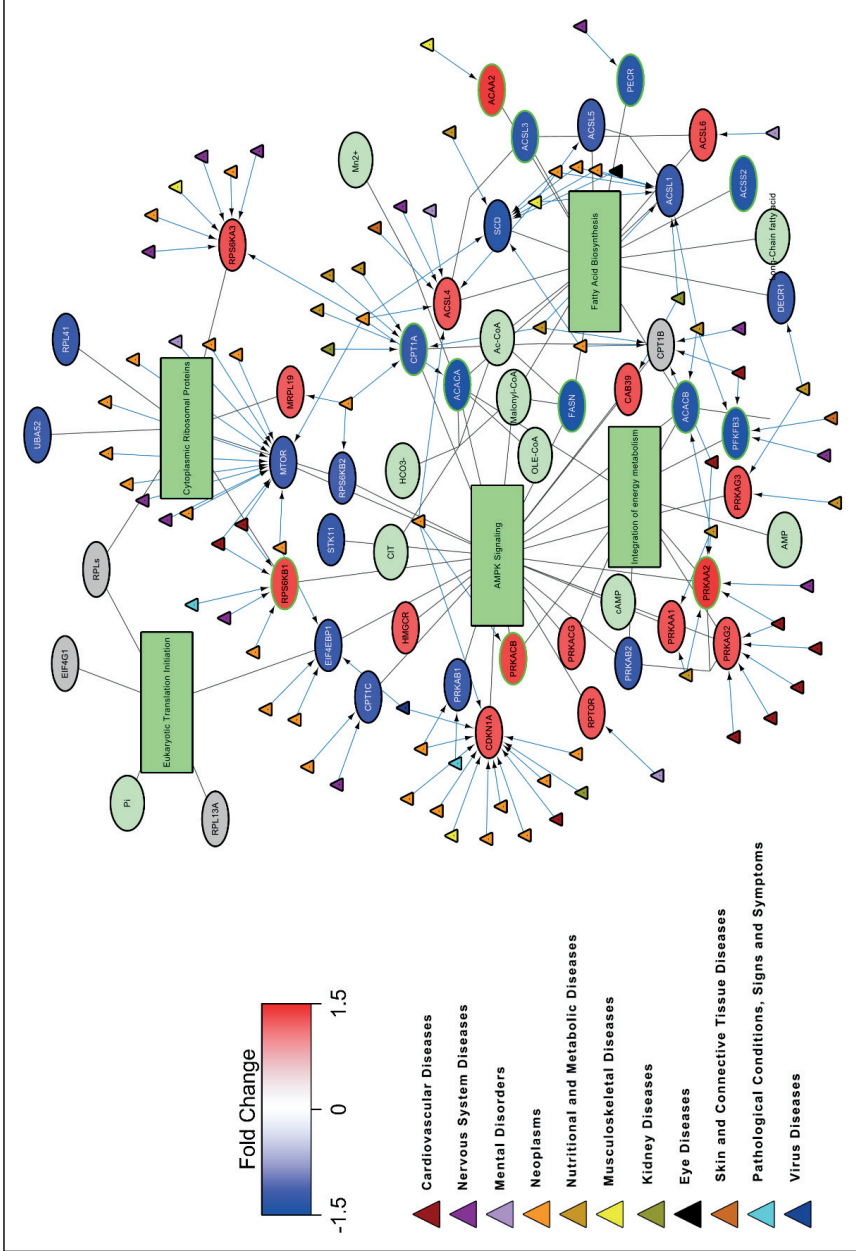 Fold Change
-1.5
0
1.5
Cardiovascular Diseases
Nervous System Diseases
Mental Disorders
Neoplasms
Nutritional and Metabolic Diseases
Musculoskeletal Diseases
Kidney Diseases
Eye Diseases
Skin and Connective Tissue Diseases
Pathological Conditions, Signs and Symptoms
Virus Diseases
Pi
RPL13A
EIF4G1
Eukaryotic Translation Initiation
RPLs
UBA52
RPL41
Cytoplasmic Ribosomal Proteins
RPS6KA3
MRPL19
MTOR
RPS6KB2
RPS6KB1
STK11
EIF4EBP1
CIT
HCO3-
HMGCR
CPT1C
PRKAB1
CDKN1A
PRKACB
AMPK Signaling
PRKACG
RPTOR
PRKAB2
cAMP
PRKAA1
PRKAG2
PRKAA2
Integration of energy metabolism
AMP
PRKAG3
PFKFB3
ACACB
CAB39
CPT1B
FASN
OLE-CoA
Malonyl-CoA
Ac-CoA
ACACA
CPT1A
ACSL4
Mn2+
SCD
Fatty Acid Biosynthesis
ACAA2
ACSL3
ACSL5
PECR
ACSL6
ACSL1
ACSS2
ong-Chain fatty acid
DECR1